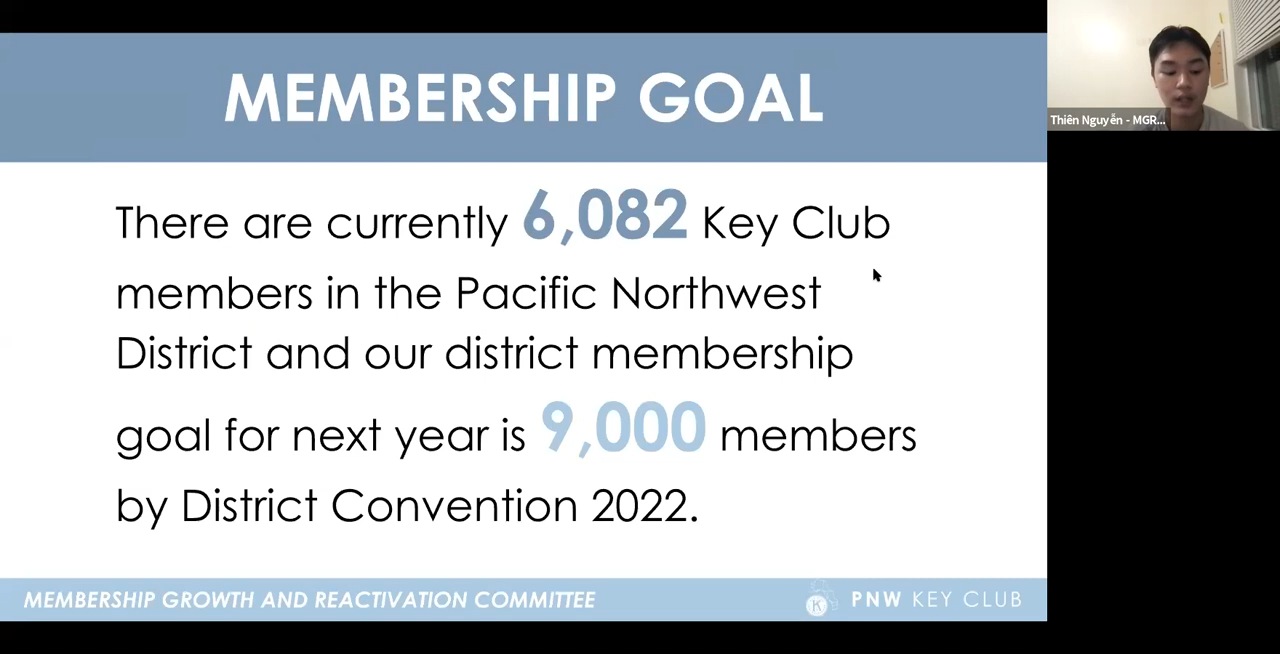 MEMBERSHIP GOAL
There are currently 6,082 Key Club
members in the Pacific Northwest
District and our district membership
goal for next year is 9,000 members
by District Convention 2022.
MEMBERSHIP GROWTH AND REACTIVATION COMMITTEE
K
PNW KEY CLUB
Thiên Nguyễn - MGR...